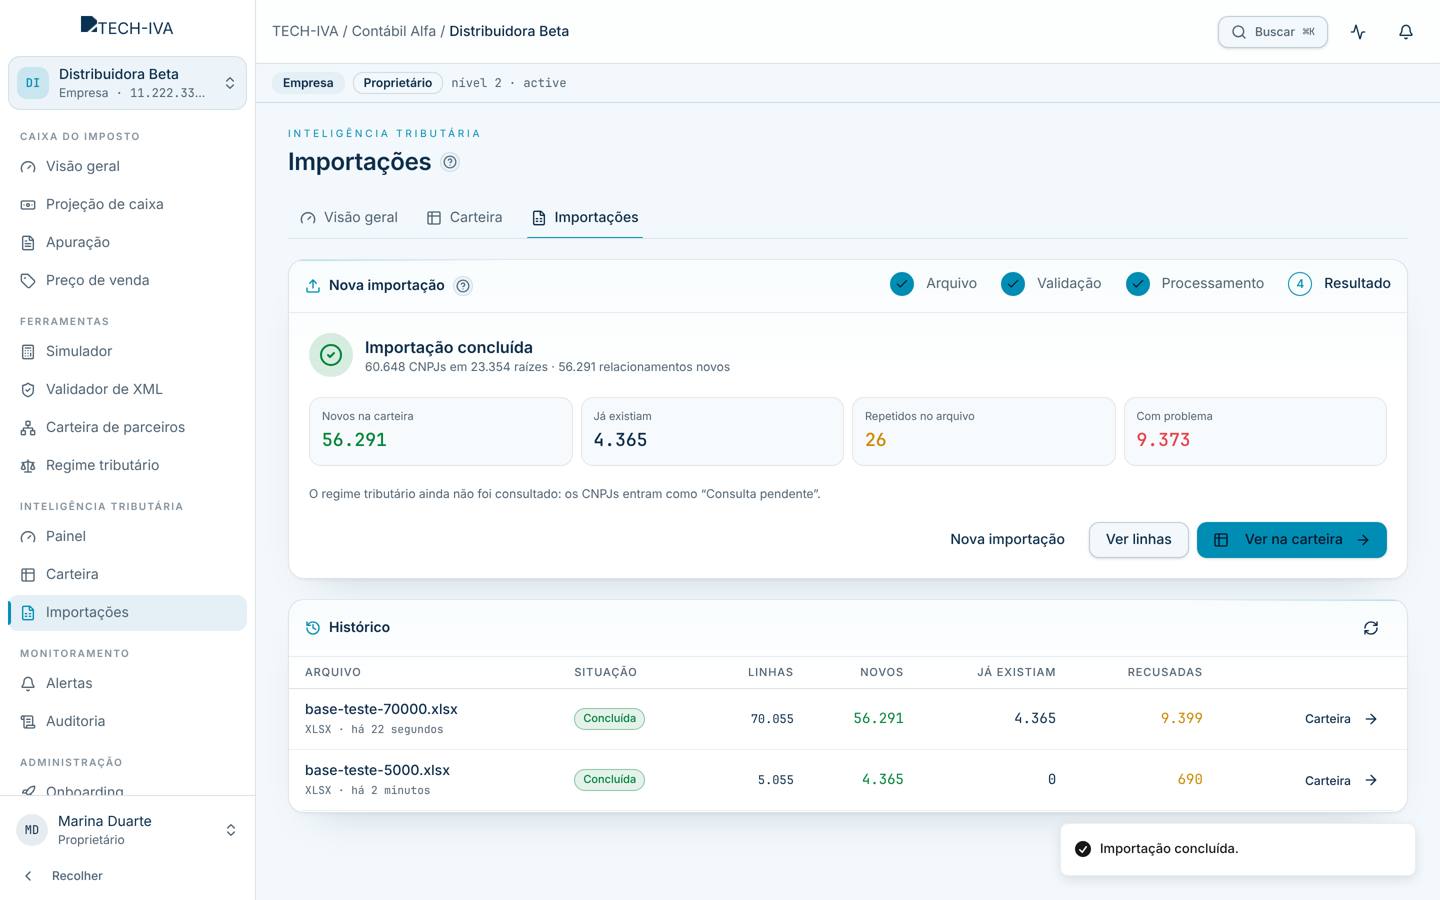 TECH-IVA
DI
Distribuidora Beta
Empresa · 11.222.33...
CAIXA DO IMPOSTO
Visão geral
Projeção de caixa
Apuração
Preço de venda
FERRAMENTAS
Simulador
Validador de XML
Carteira de parceiros
Regime tributário
INTELIGÊNCIA TRIBUTÁRIA
Painel
Carteira
Importações
MONITORAMENTO
Alertas
Auditoria
ADMINISTRAÇÃO
Onboarding
MD
Marina Duarte
Proprietário
Recolher
TECH-IVA / Contábil Alfa / Distribuidora Beta
Buscar ⌘K
Empresa Proprietário nível 2 · active
INTELIGÊNCIA TRIBUTÁRIA
Importações
Visão geral Carteira Importações
Nova importação
Arquivo Validação Processamento 4 Resultado
Importação concluída
60.648 CNPJs em 23.354 raízes · 56.291 relacionamentos novos
Novos na carteira Já existiam Repetidos no arquivo Com problema
56.291 4.365 26 9.373
O regime tributário ainda não foi consultado: os CNPJs entram como “Consulta pendente”.
Nova importação Ver linhas Ver na carteira
Histórico
ARQUIVO SITUAÇÃO LINHAS NOVOS JÁ EXISTIAM RECUSADAS
base-teste-70000.xlsx
XLSX · há 22 segundos
Concluída 70.055 56.291 4.365 9.399 Carteira
base-teste-5000.xlsx
XLSX · há 2 minutos
Concluída 5.055 4.365 0 690 Carteira
Importação concluída.